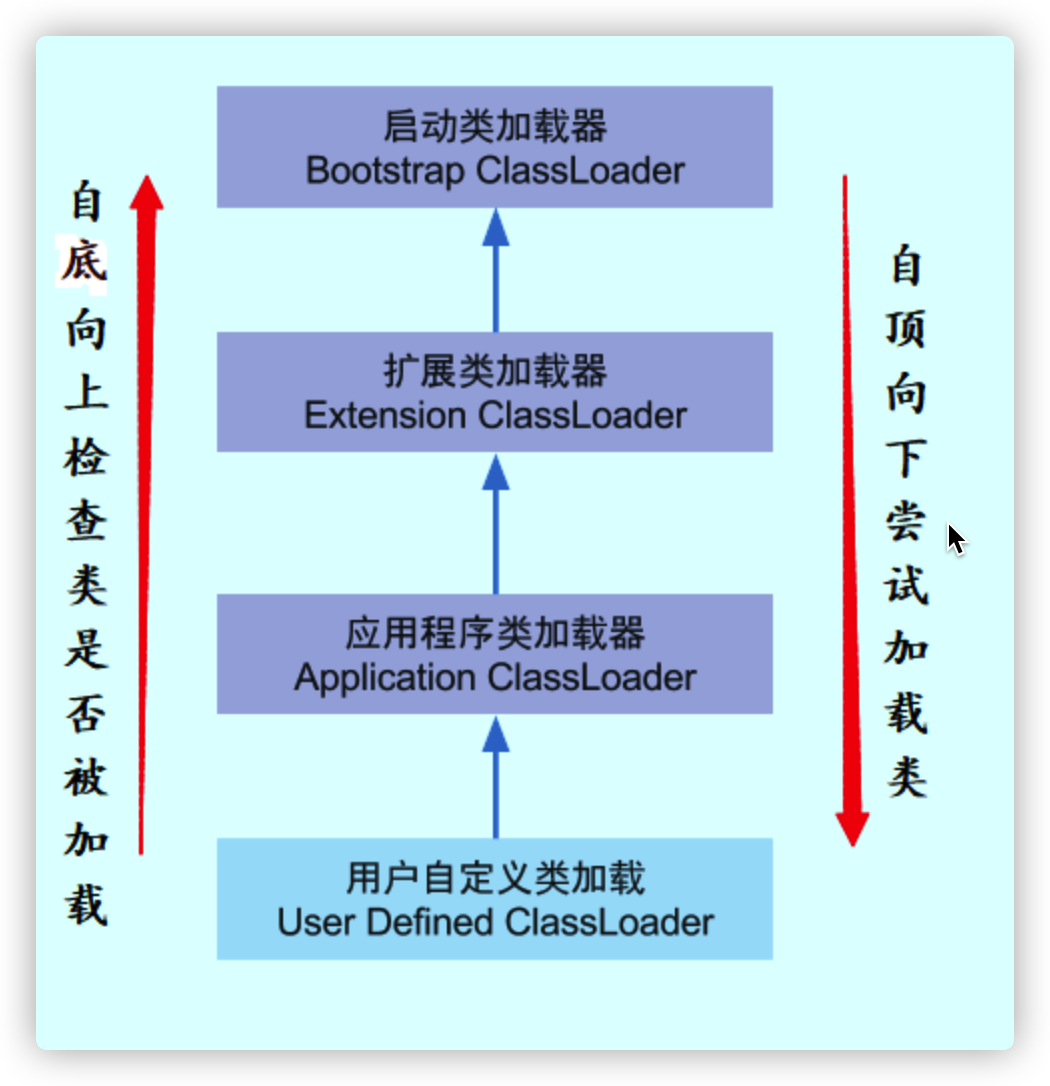 启动类加载器
Bootstrap ClassLoader
自底向上检查类是否被加载
扩展类加载器
Extension ClassLoader
自顶向下尝试加载类
应用程序类加载器
Application ClassLoader
用户自定义类加载
User Defined ClassLoader